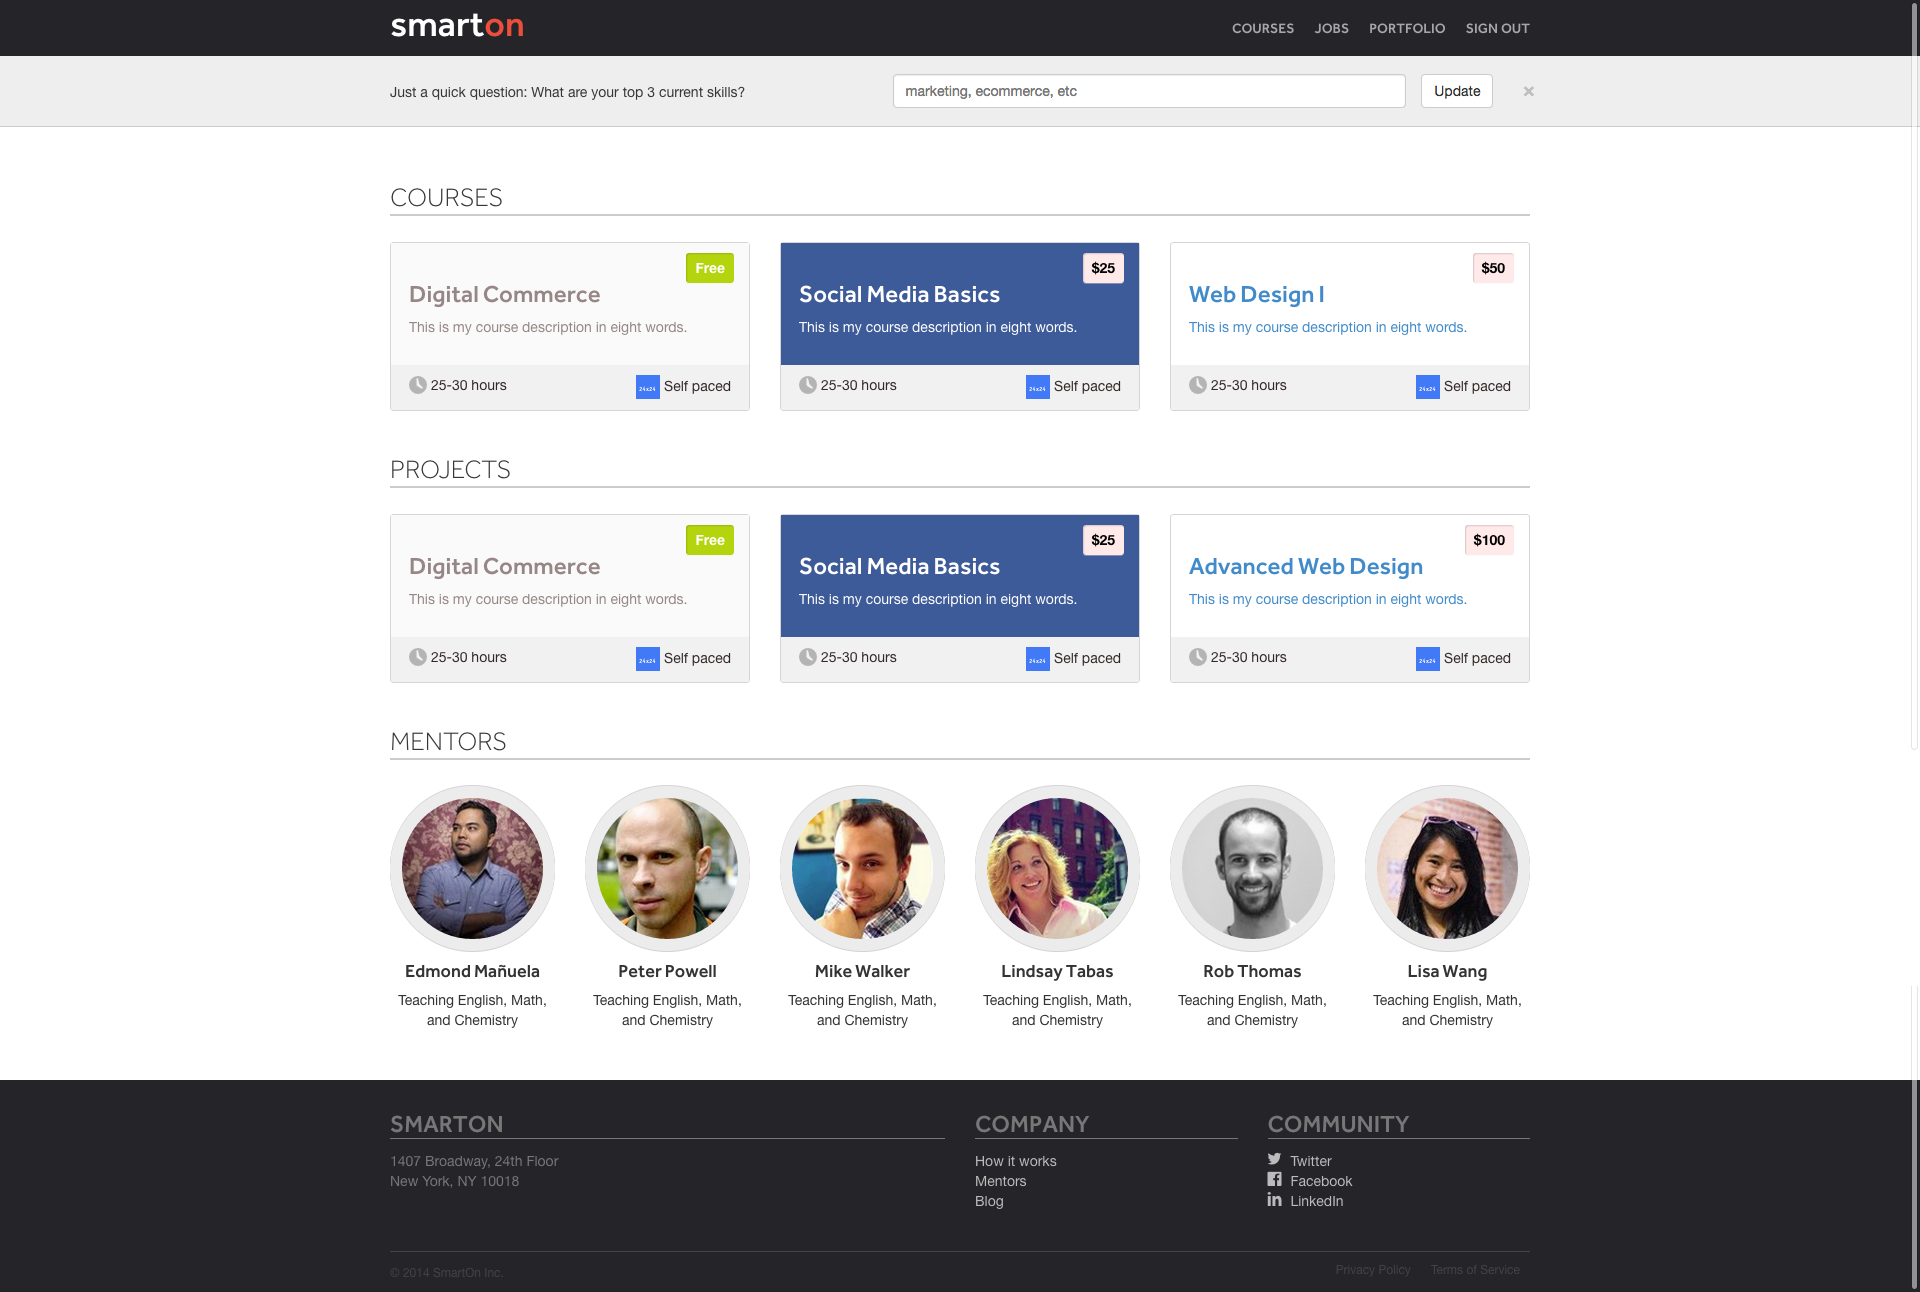 smarton
COURSES JOBS PORTFOLIO SIGN OUT
Just a quick question: What are your top 3 current skills?
marketing, ecommerce, etc
Update
×
COURSES
Free
Digital Commerce
This is my course description in eight words.
25-30 hours
24x24
Self paced
$25
Social Media Basics
This is my course description in eight words.
25-30 hours
24x24
Self paced
$50
Web Design I
This is my course description in eight words.
25-30 hours
24x24
Self paced
PROJECTS
Free
Digital Commerce
This is my course description in eight words.
25-30 hours
24x24
Self paced
$25
Social Media Basics
This is my course description in eight words.
25-30 hours
24x24
Self paced
$100
Advanced Web Design
This is my course description in eight words.
25-30 hours
24x24
Self paced
MENTORS
Edmond Mañuela
Teaching English, Math,
and Chemistry
Peter Powell
Teaching English, Math,
and Chemistry
Mike Walker
Teaching English, Math,
and Chemistry
Lindsay Tabas
Teaching English, Math,
and Chemistry
Rob Thomas
Teaching English, Math,
and Chemistry
Lisa Wang
Teaching English, Math,
and Chemistry
SMARTON
1407 Broadway, 24th Floor
New York, NY 10018
COMPANY
How it works
Mentors
Blog
COMMUNITY
Twitter
Facebook
LinkedIn
© 2014 SmartOn Inc.
Privacy Policy Terms of Service